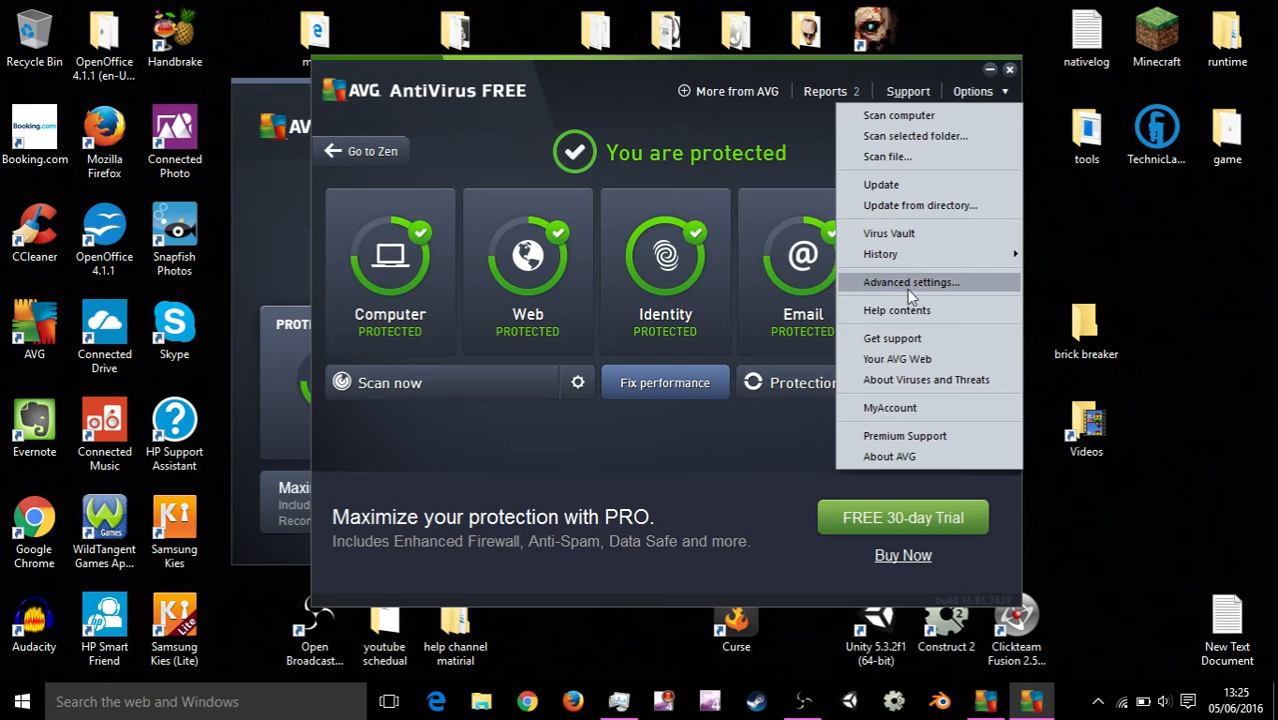 Recycle Bin
OpenOffice
4.1.1 (en-U...
Handbrake
nativelog
Minecraft
runtime
Booking.com
Booking.com
Mozilla
Firefox
Connected
Photo
tools
TechnicLa...
game
CCleaner
OpenOffice
4.1.1
Snapfish
Photos
AVG
Connected
Drive
Skype
brick breaker
Evernote
Connected
Music
HP Support
Assistant
Videos
Google
Chrome
WildTangent
Games Ap...
Samsung
Kies
Audacity
HP Smart
Friend
Samsung
Kies (Lite)
Open
Broadcast...
youtube
schedual
help channel
matirial
Curse
Unity 5.3.2f1
(64-bit)
Construct 2
Clickteam
Fusion 2.5...
New Text
Document
AVG AntiVirus FREE
More from AVG
Reports 2
Support
Options
Go to Zen
You are protected
Computer
PROTECTED
Web
PROTECTED
Identity
PROTECTED
Email
PROTECTED
Scan now
Fix performance
Protection
Maximize your protection with PRO.
Includes Enhanced Firewall, Anti-Spam, Data Safe and more.
FREE 30-day Trial
Buy Now
build 16.81.7639
Scan computer
Scan selected folder...
Scan file...
Update
Update from directory...
Virus Vault
History
Advanced settings...
Help contents
Get support
Your AVG Web
About Viruses and Threats
MyAccount
Premium Support
About AVG
Search the web and Windows
13:25
05/06/2016